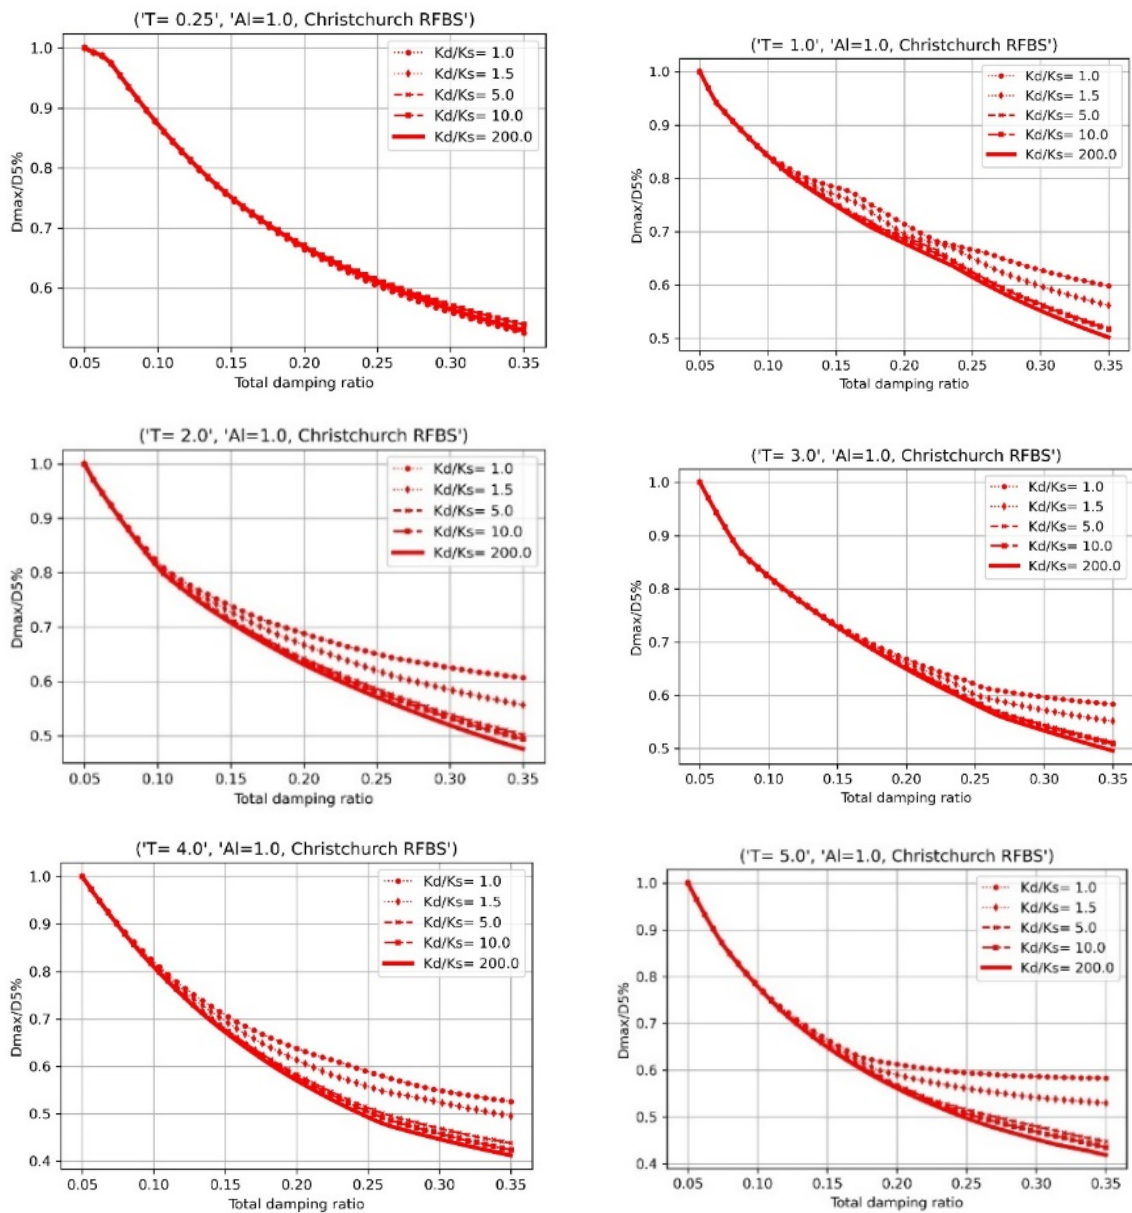 ('T= 0.25', 'Al=1.0, Christchurch RFBS')
1.0
0.9
0.8
0.7
0.6
Dmax/D5%
Kd/Ks= 1.0
Kd/Ks= 1.5
Kd/Ks= 5.0
Kd/Ks= 10.0
Kd/Ks= 200.0
0.05 0.10 0.15 0.20 0.25 0.30 0.35
Total damping ratio
('T= 1.0', 'Al=1.0, Christchurch RFBS')
1.0
0.9
0.8
0.7
0.6
0.5
Dmax/D5%
Kd/Ks= 1.0
Kd/Ks= 1.5
Kd/Ks= 5.0
Kd/Ks= 10.0
Kd/Ks= 200.0
0.05 0.10 0.15 0.20 0.25 0.30 0.35
Total damping ratio
('T= 2.0', 'Al=1.0, Christchurch RFBS')
1.0
0.9
0.8
0.7
0.6
0.5
Dmax/D5%
Kd/Ks= 1.0
Kd/Ks= 1.5
Kd/Ks= 5.0
Kd/Ks= 10.0
Kd/Ks= 200.0
0.05 0.10 0.15 0.20 0.25 0.30 0.35
Total damping ratio
('T= 3.0', 'Al=1.0, Christchurch RFBS')
1.0
0.9
0.8
0.7
0.6
0.5
Dmax/D5%
Kd/Ks= 1.0
Kd/Ks= 1.5
Kd/Ks= 5.0
Kd/Ks= 10.0
Kd/Ks= 200.0
0.05 0.10 0.15 0.20 0.25 0.30 0.35
Total damping ratio
('T= 4.0', 'Al=1.0, Christchurch RFBS')
1.0
0.9
0.8
0.7
0.6
0.5
0.4
Dmax/D5%
Kd/Ks= 1.0
Kd/Ks= 1.5
Kd/Ks= 5.0
Kd/Ks= 10.0
Kd/Ks= 200.0
0.05 0.10 0.15 0.20 0.25 0.30 0.35
Total damping ratio
('T= 5.0', 'Al=1.0, Christchurch RFBS')
1.0
0.9
0.8
0.7
0.6
0.5
0.4
Dmax/D5%
Kd/Ks= 1.0
Kd/Ks= 1.5
Kd/Ks= 5.0
Kd/Ks= 10.0
Kd/Ks= 200.0
0.05 0.10 0.15 0.20 0.25 0.30 0.35
Total damping ratio